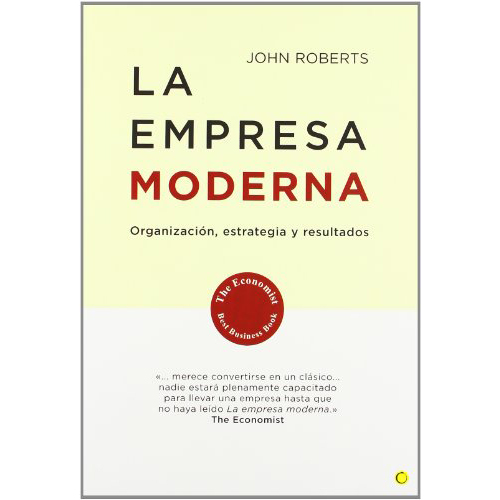 JOHN ROBERTS
LA
EMPRESA
MODERNA
Organización, estrategia y resultados
The Economist
Best Business Book
«... merece convertirse en un clásico...
nadie estará plenamente capacitado
para llevar una empresa hasta que
no haya leído La empresa moderna.»
The Economist